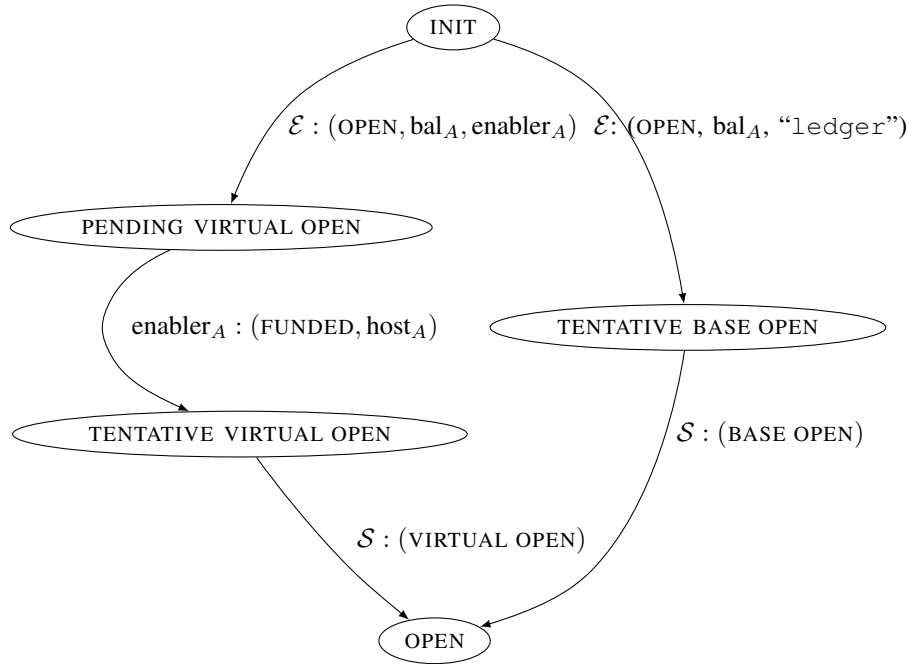 INIT
ℰ : (OPEN, bal_A, enabler_A) ℰ: (OPEN, bal_A, “ledger”)
PENDING VIRTUAL OPEN
enabler_A : (FUNDED, host_A)
TENTATIVE BASE OPEN
TENTATIVE VIRTUAL OPEN
𝒮 : (BASE OPEN)
𝒮 : (VIRTUAL OPEN)
OPEN